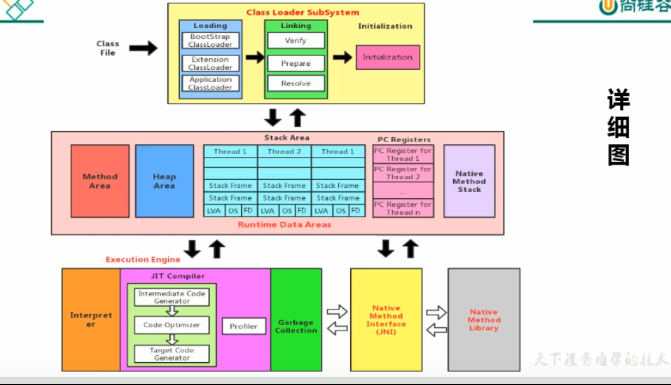 尚硅谷
Class Loader SubSystem
Class
File
Loading
BootStrap
ClassLoader
Extension
ClassLoader
Application
ClassLoader
Linking
Verify
Prepare
Resolve
Initialization
Initialization
详
细
图
Stack Area
PC Registers
Method
Area
Heap
Area
Thread 1
Thread 2
Thread 1
Stack Frame
Stack Frame
Stack Frame
Stack Frame
Stack Frame
Stack Frame
LVA OS FD
LVA OS FD
LVA OS FD
PC Register for
Thread 1
PC Register for
Thread 2
...
PC Register for
Thread n
Native
Method
Stack
Runtime Data Areas
Execution Engine
Interpret
er
JIT Compiler
Intermediate Code
Generator
Code Optimizer
Target Code
Generator
Profiler
Garbage
Collection
Native
Method
Interface
(JNI)
Native
Method
Library
天下没有难学的技术